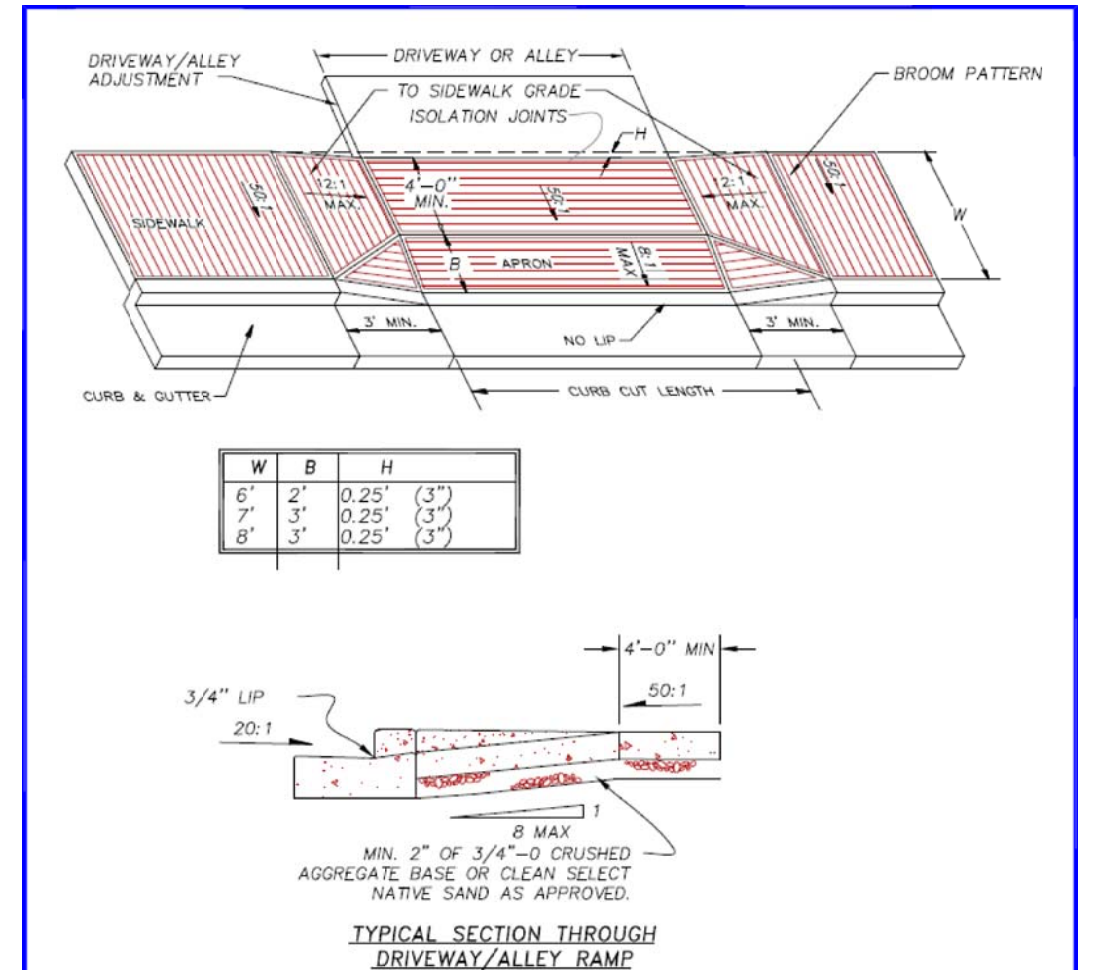 DRIVEWAY OR ALLEY
DRIVEWAY/ALLEY
ADJUSTMENT
TO SIDEWALK GRADE
ISOLATION JOINTS
BROOM PATTERN
H
50:1
12:1
MAX.
4'-0"
MIN.
50:1
12:1
MAX.
50:1
W
SIDEWALK
B
APRON
8:1
MAX
3' MIN.
NO LIP
3' MIN.
CURB & GUTTER
CURB CUT LENGTH
W B H
6' 2' 0.25' (3")
7' 3' 0.25' (3")
8' 3' 0.25' (3")
4'-0" MIN
3/4" LIP
50:1
20:1
1
8 MAX
MIN. 2" OF 3/4"-0 CRUSHED
AGGREGATE BASE OR CLEAN SELECT
NATIVE SAND AS APPROVED.
TYPICAL SECTION THROUGH
DRIVEWAY/ALLEY RAMP